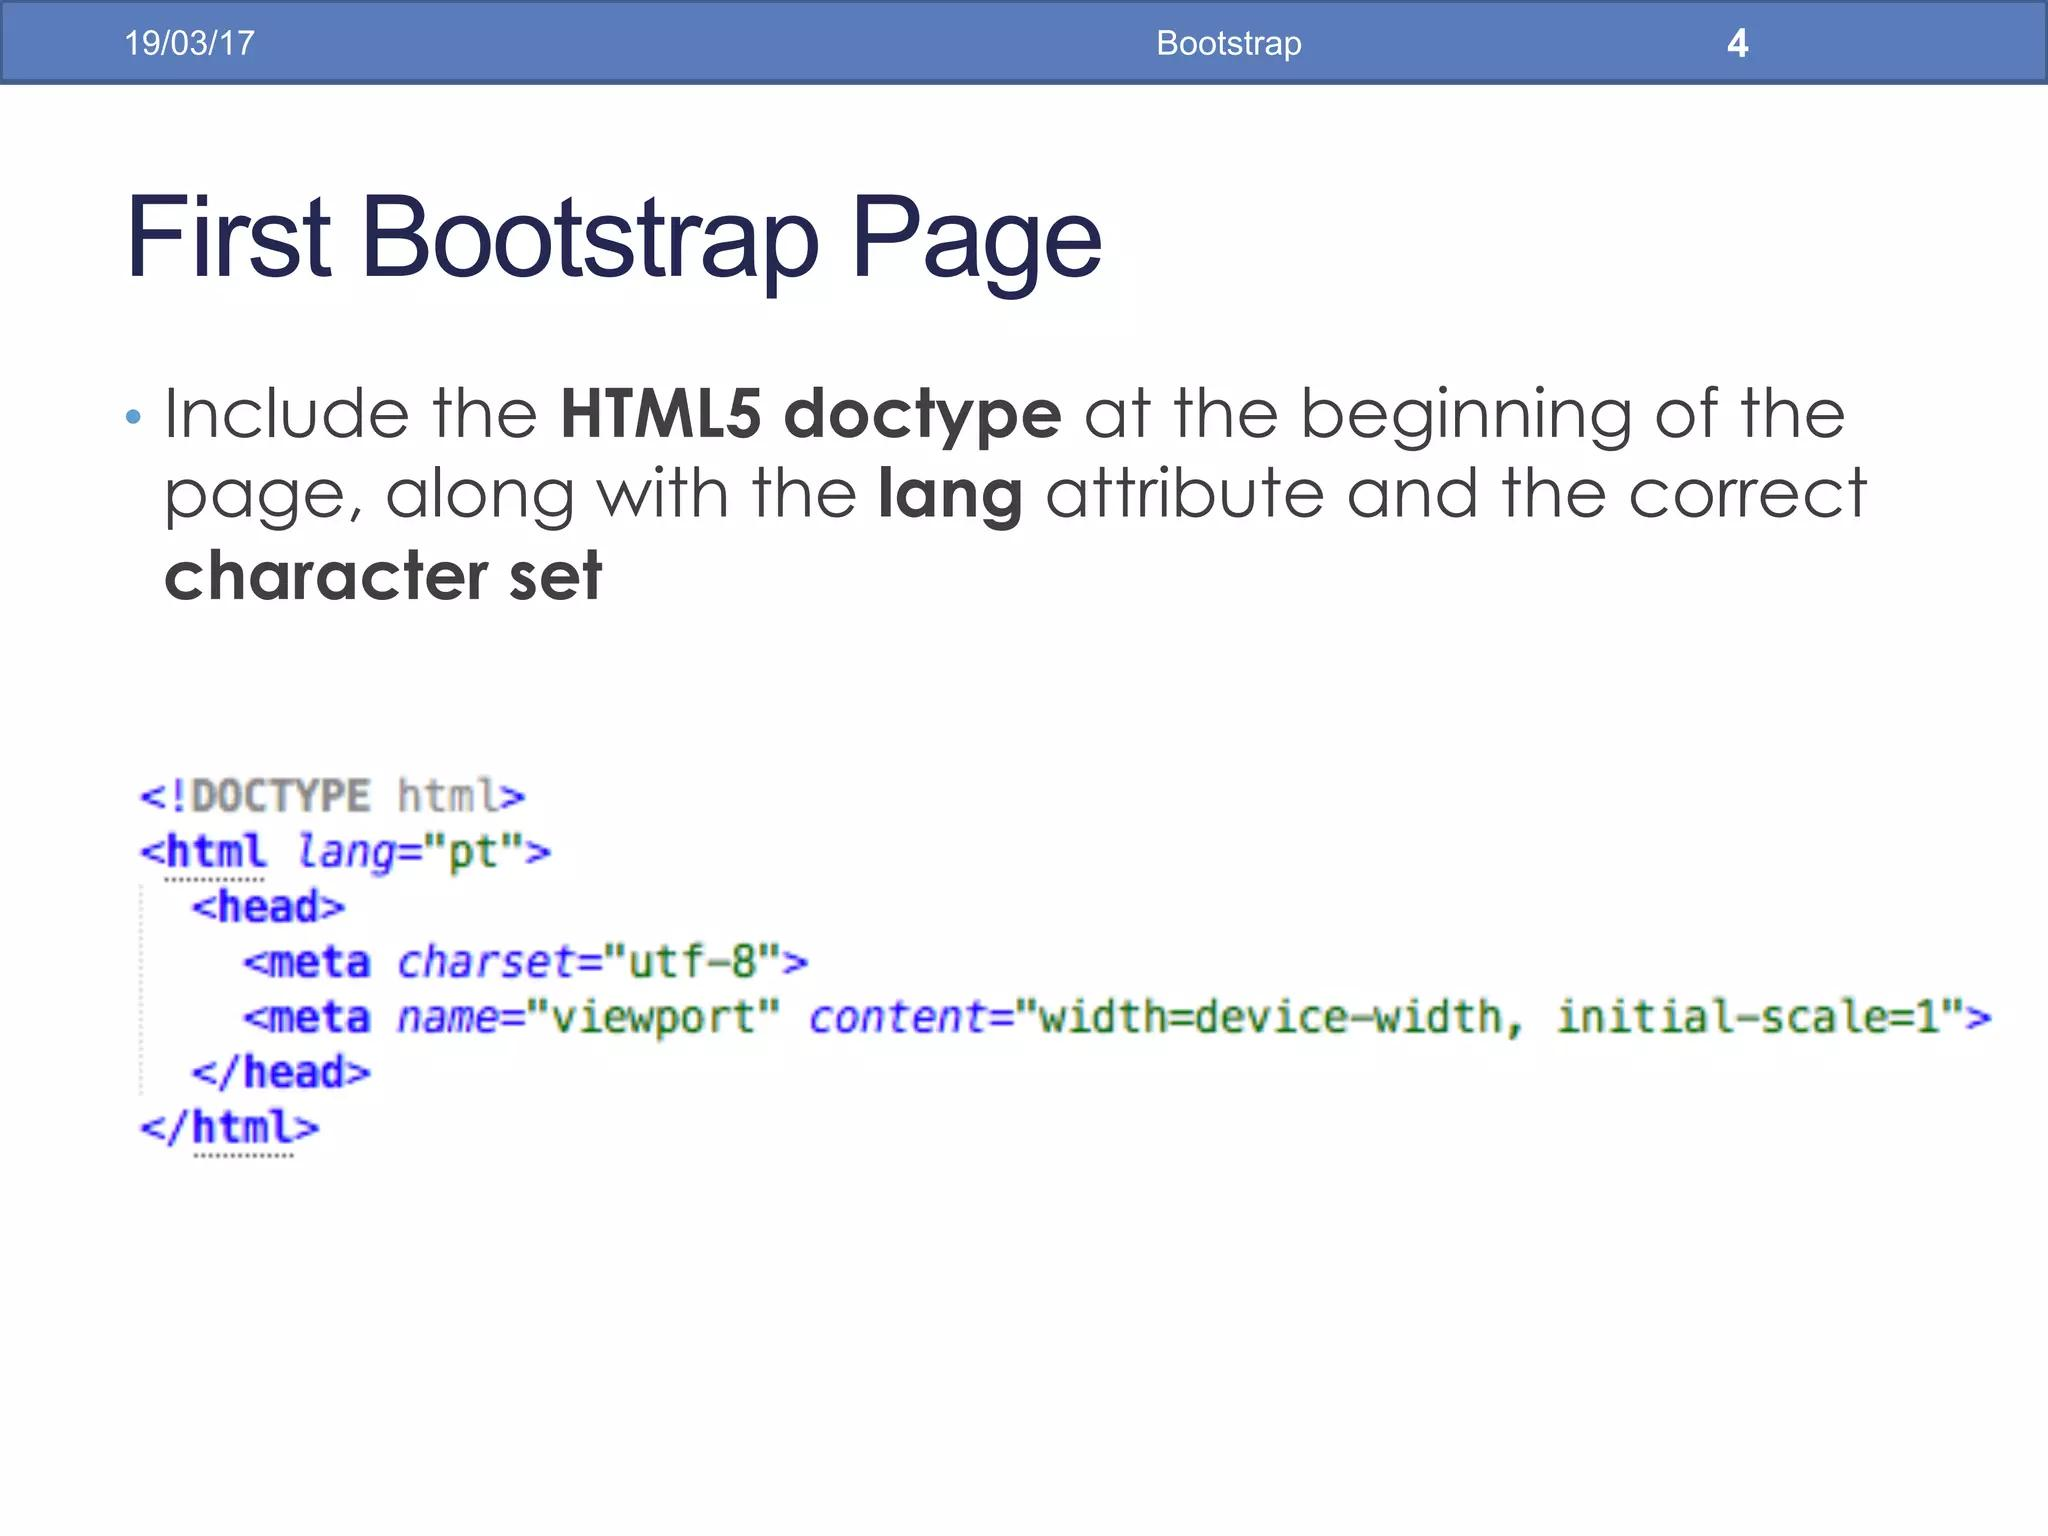 19/03/17 Bootstrap 4
First Bootstrap Page
• Include the HTML5 doctype at the beginning of the
page, along with the lang attribute and the correct
character set
<!DOCTYPE html>
<html lang="pt">
<head>
<meta charset="utf-8">
<meta name="viewport" content="width=device-width, initial-scale=1">
</head>
</html>